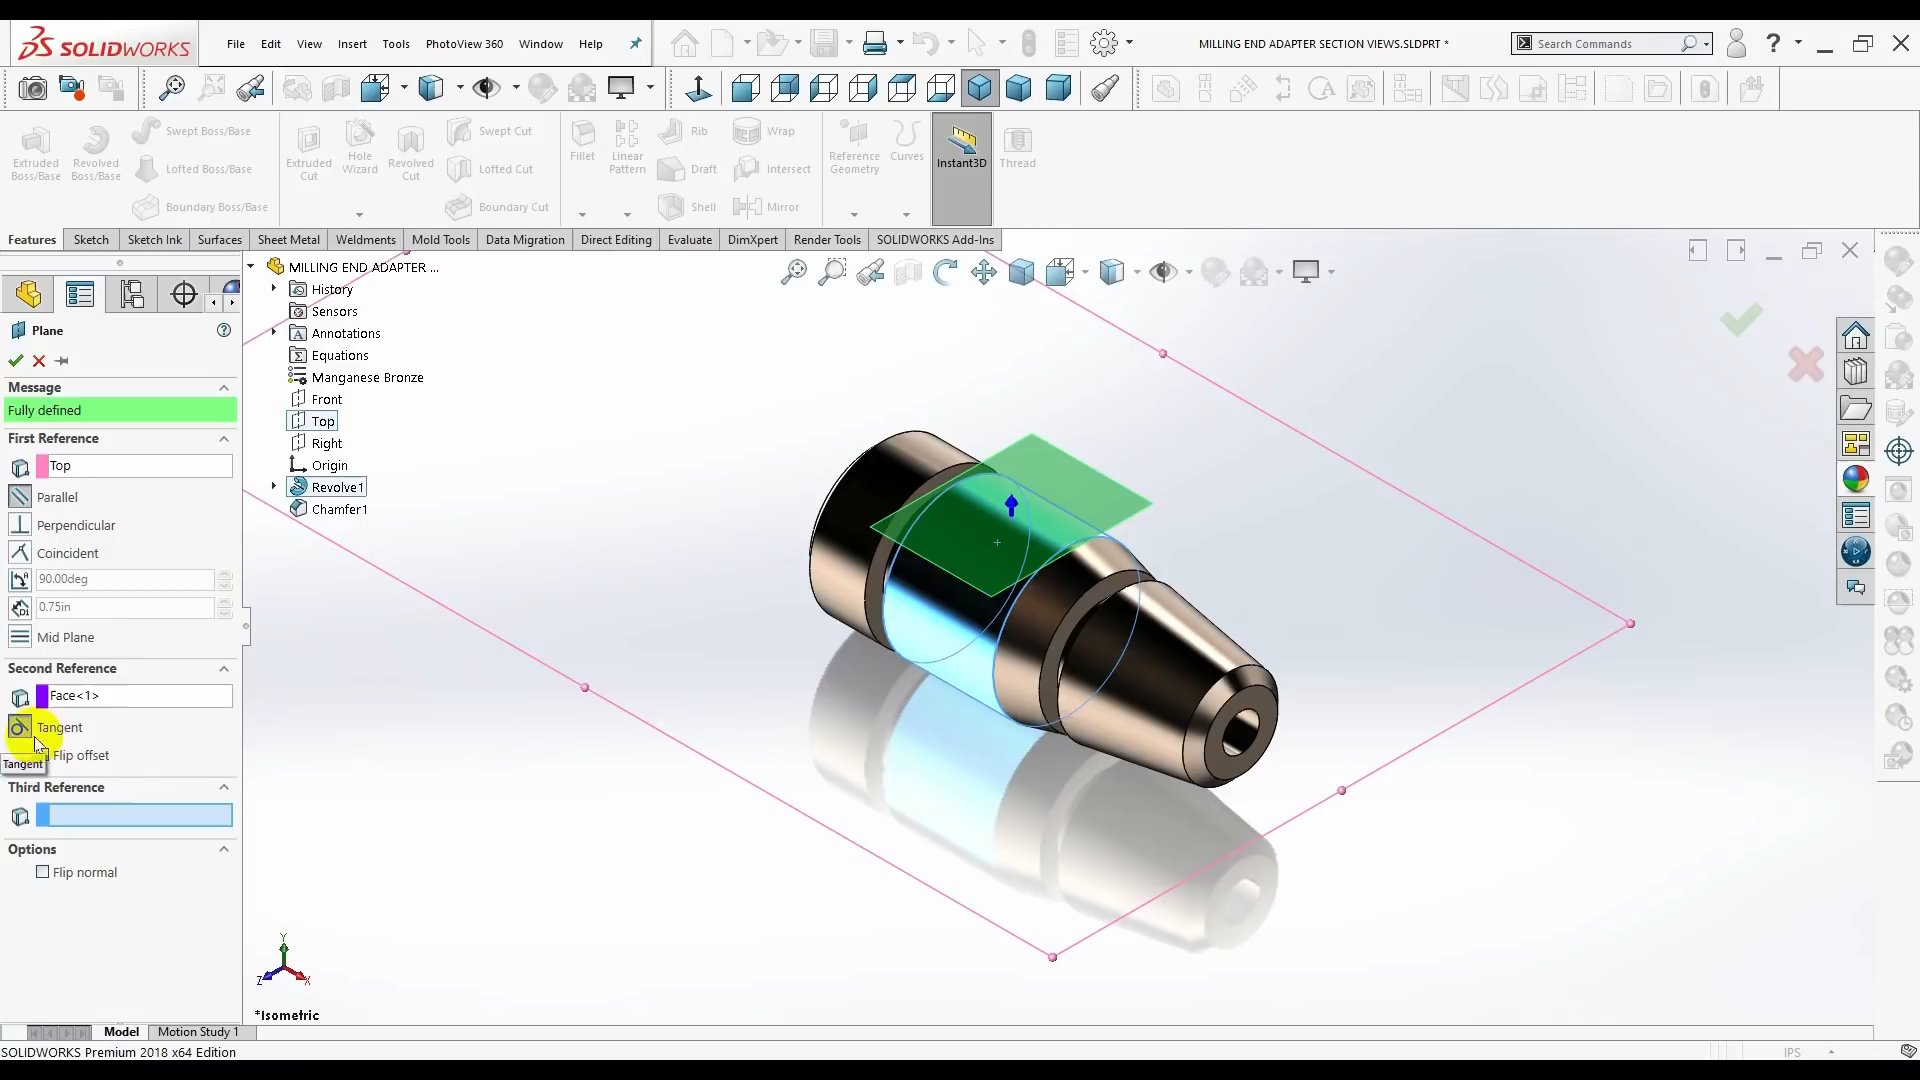 SOLIDWORKS
File Edit View Insert Tools PhotoView 360 Window Help
MILLING END ADAPTER SECTION VIEWS.SLDPRT *
Search Commands
?
Extruded Boss/Base
Revolved Boss/Base
Swept Boss/Base
Lofted Boss/Base
Boundary Boss/Base
Extruded Cut
Hole Wizard
Revolved Cut
Swept Cut
Lofted Cut
Boundary Cut
Fillet
Linear Pattern
Rib
Draft
Shell
Wrap
Intersect
Mirror
Reference Geometry
Curves
Instant3D
Thread
Features Sketch Sketch Ink Surfaces Sheet Metal Weldments Mold Tools Data Migration Direct Editing Evaluate DimXpert Render Tools SOLIDWORKS Add-Ins
MILLING END ADAPTER ...
History
Sensors
Annotations
Equations
Manganese Bronze
Front
Top
Right
Origin
Revolve1
Chamfer1
Plane
Message
Fully defined
First Reference
Top
Parallel
Perpendicular
Coincident
90.00deg
0.75in
Mid Plane
Second Reference
Face<1>
Tangent
Flip offset
Tangent
Third Reference
Options
Flip normal
Y
Z
X
*Isometric
Model Motion Study 1
SOLIDWORKS Premium 2018 x64 Edition
IPS